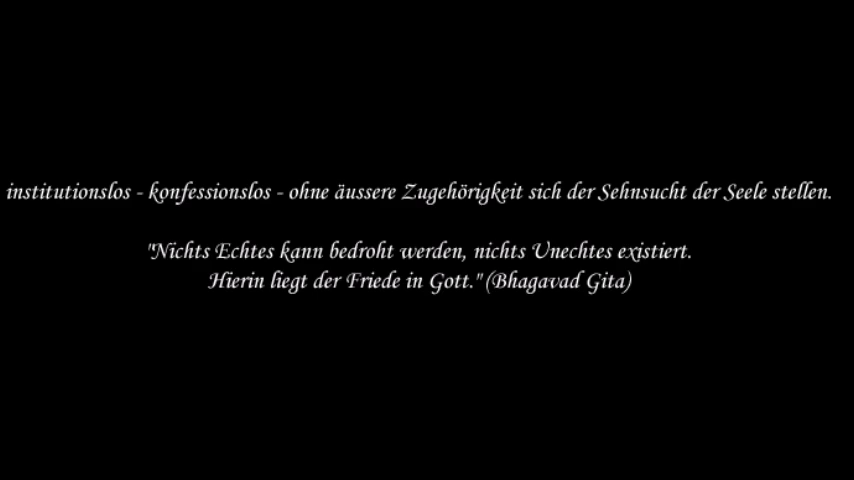 institutionslos - konfessionslos - ohne äussere Zugehörigkeit sich der Sehnsucht der Seele stellen.
"Nichts Echtes kann bedroht werden, nichts Unechtes existiert.
Hierin liegt der Friede in Gott." (Bhagavad Gita)